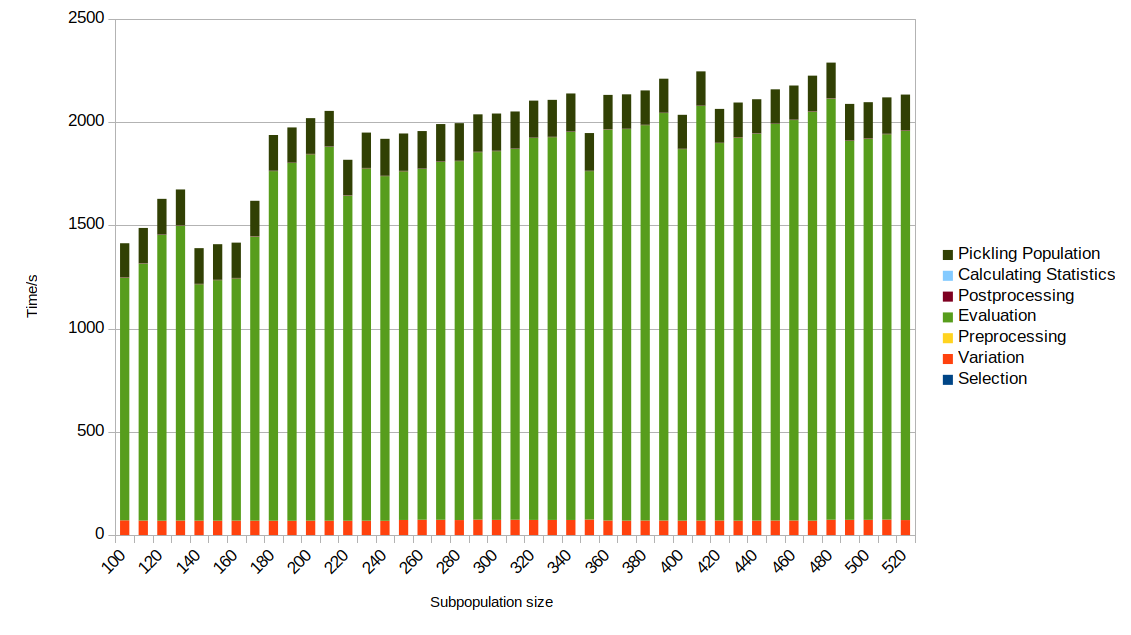 2500
2000
1500
1000
500
0
Time/s
100 120 140 160 180 200 220 240 260 280 300 320 340 360 380 400 420 440 460 480 500 520
Subpopulation size
Pickling Population
Calculating Statistics
Postprocessing
Evaluation
Preprocessing
Variation
Selection